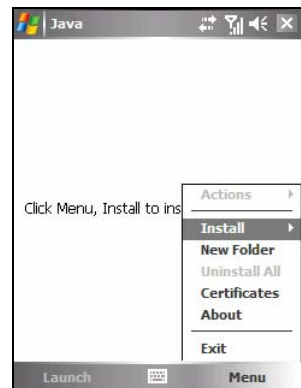 Java
Click Menu, Install to ins
Actions
Install
New Folder
Uninstall All
Certificates
About
Exit
Launch
Menu